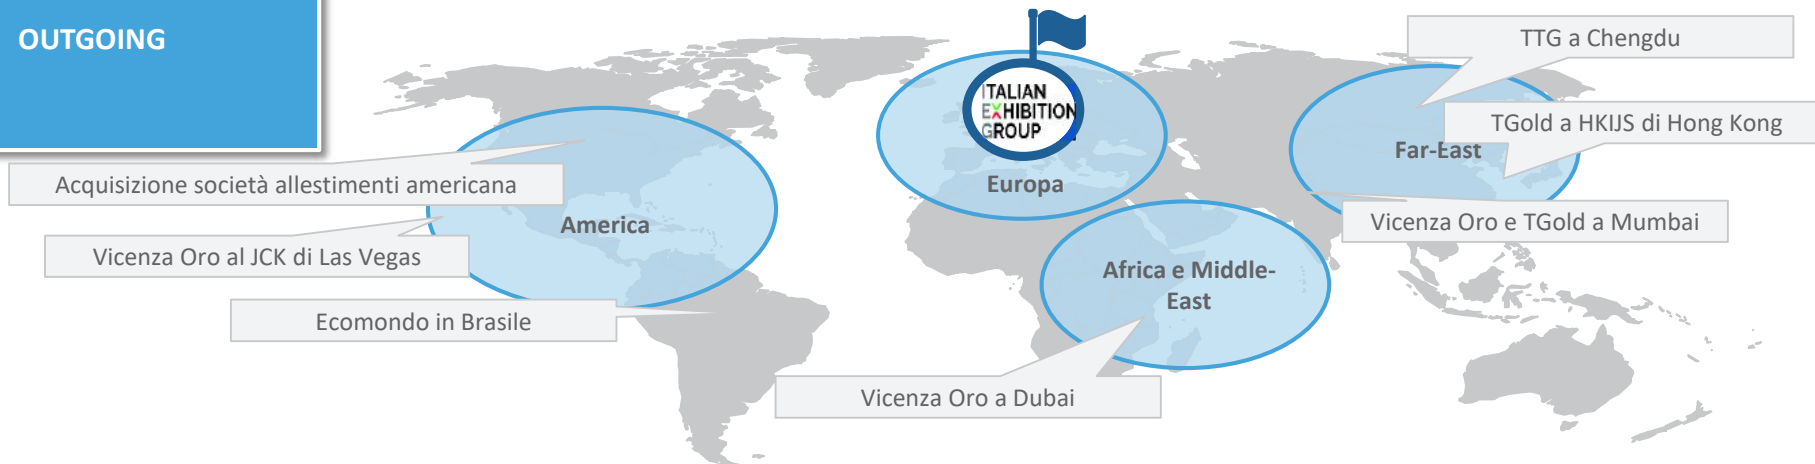 OUTGOING
TTG a Chengdu
ITALIAN
EXHIBITION
GROUP
TGold a HKIJS di Hong Kong
Far-East
Acquisizione società allestimenti americana
Europa
Vicenza Oro e TGold a Mumbai
America
Vicenza Oro al JCK di Las Vegas
Africa e Middle-
East
Ecomondo in Brasile
Vicenza Oro a Dubai